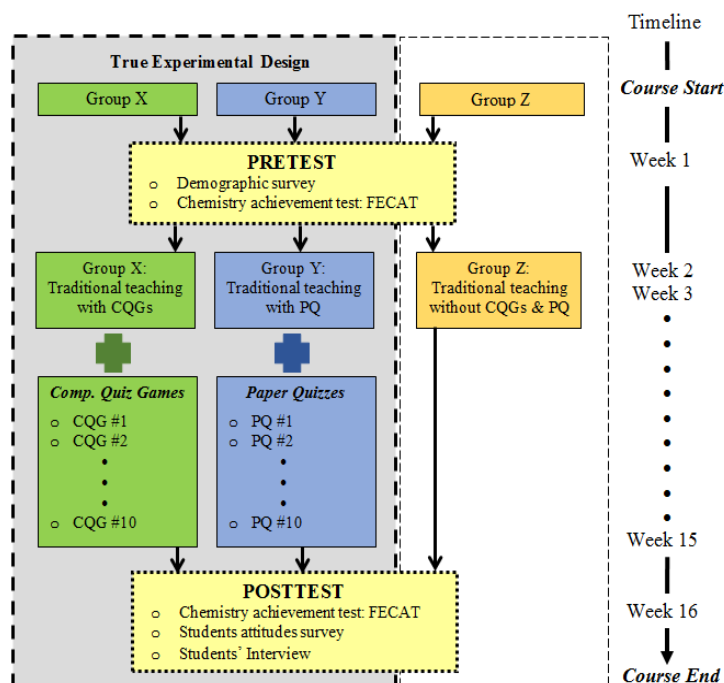 Timeline
True Experimental Design
Group X
Group Y
Group Z
Course Start
PRETEST
o Demographic survey
o Chemistry achievement test: FECAT
Week 1
Group X:
Traditional teaching
with CQGs
Group Y:
Traditional teaching
with PQ
Group Z:
Traditional teaching
without CQGs & PQ
Week 2
Week 3
Comp. Quiz Games
o CQG #1
o CQG #2
•
•
•
o CQG #10
Paper Quizzes
o PQ #1
o PQ #2
•
•
•
o PQ #10
•
•
•
•
•
•
•
•
•
Week 15
POSTTEST
o Chemistry achievement test: FECAT
o Students attitudes survey
o Students’ Interview
Week 16
Course End